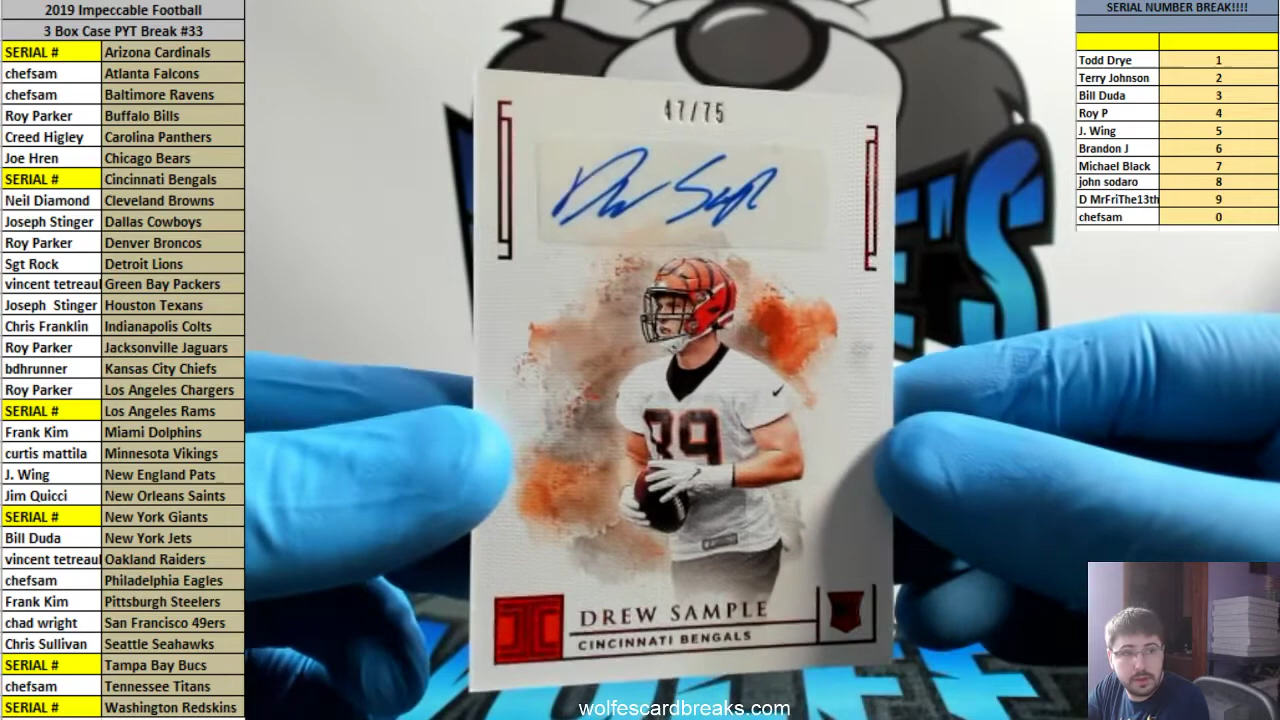 2019 Impeccable Football
3 Box Case PYT Break #33
SERIAL # Arizona Cardinals
chefsam Atlanta Falcons
chefsam Baltimore Ravens
Roy Parker Buffalo Bills
Creed Higley Carolina Panthers
Joe Hren Chicago Bears
SERIAL # Cincinnati Bengals
Neil Diamond Cleveland Browns
Joseph Stinger Dallas Cowboys
Roy Parker Denver Broncos
Sgt Rock Detroit Lions
vincent tetreaul Green Bay Packers
Joseph Stinger Houston Texans
Chris Franklin Indianapolis Colts
Roy Parker Jacksonville Jaguars
bdhrunner Kansas City Chiefs
Roy Parker Los Angeles Chargers
SERIAL # Los Angeles Rams
Frank Kim Miami Dolphins
curtis mattila Minnesota Vikings
J. Wing New England Pats
Jim Quicci New Orleans Saints
SERIAL # New York Giants
Bill Duda New York Jets
vincent tetreaul Oakland Raiders
chefsam Philadelphia Eagles
Frank Kim Pittsburgh Steelers
chad wright San Francisco 49ers
Chris Sullivan Seattle Seahawks
SERIAL # Tampa Bay Bucs
chefsam Tennessee Titans
SERIAL # Washington Redskins
47/75
89
DREW SAMPLE
CINCINNATI BENGALS
wolfescardbreaks.com
SERIAL NUMBER BREAK!!!!
Todd Drye 1
Terry Johnson 2
Bill Duda 3
Roy P 4
J. Wing 5
Brandon J 6
Michael Black 7
john sodaro 8
D MrFriThe13th 9
chefsam 0